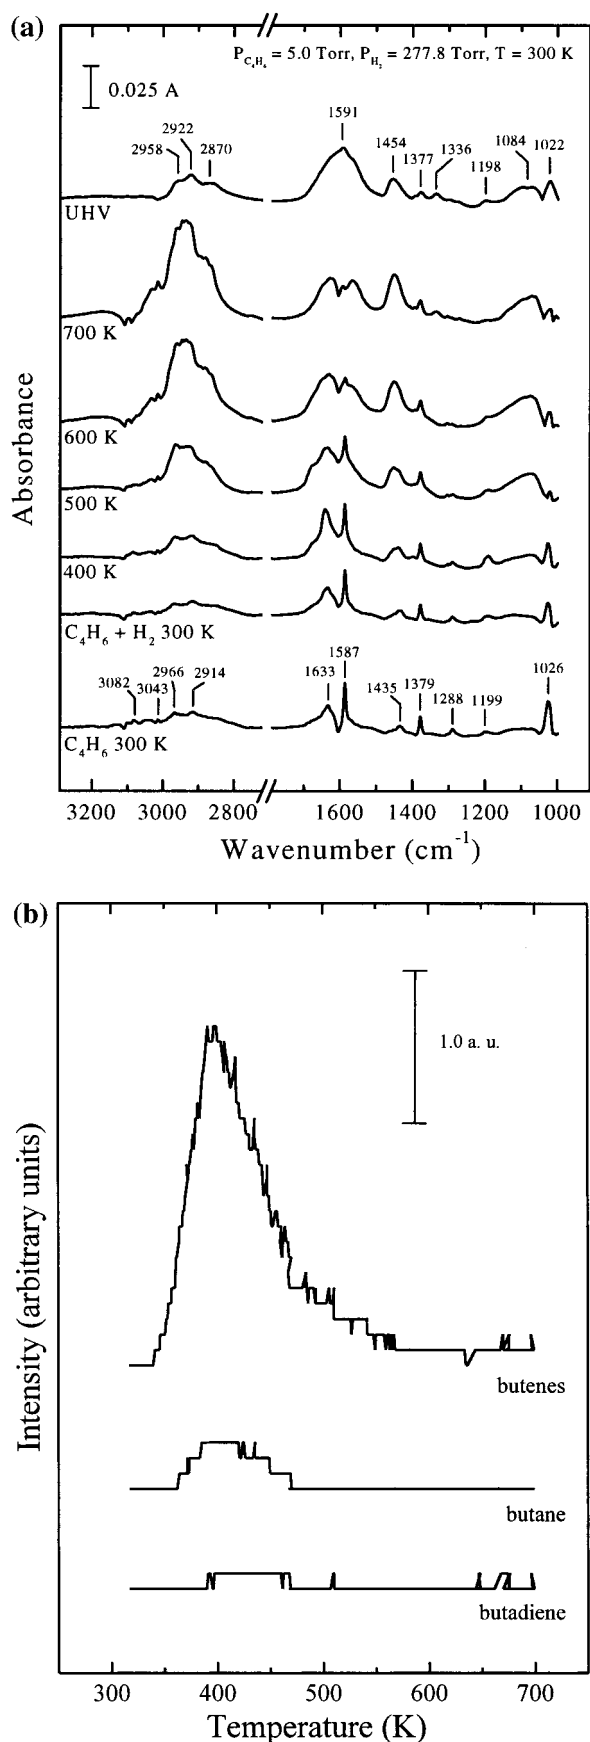 (a)
P_C₄H₆ = 5.0 Torr, P_H₂ = 277.8 Torr, T = 300 K
0.025 A
2922
2958 2870
1591
1454
1377 1336
1198
1084 1022
UHV
700 K
600 K
500 K
400 K
C₄H₆ + H₂ 300 K
3082 3043 2966 2914
1633 1587
1435 1379
1288
1199
1026
C₄H₆ 300 K
Absorbance
3200 3000 2800 1600 1400 1200 1000
Wavenumber (cm⁻¹)
(b)
1.0 a. u.
butenes
butane
butadiene
Intensity (arbitrary units)
300 400 500 600 700
Temperature (K)